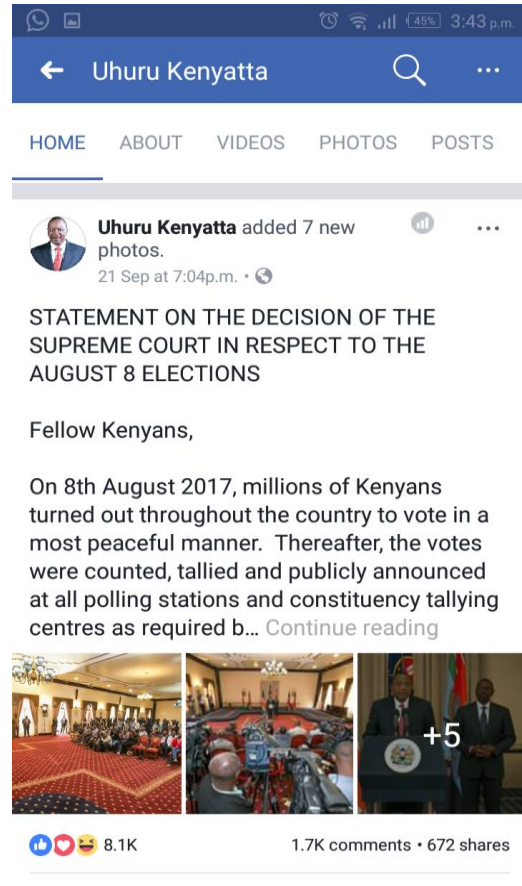 45% 3:43 p.m.
Uhuru Kenyatta
HOME ABOUT VIDEOS PHOTOS POSTS
Uhuru Kenyatta added 7 new
photos.
21 Sep at 7:04p.m. •
STATEMENT ON THE DECISION OF THE
SUPREME COURT IN RESPECT TO THE
AUGUST 8 ELECTIONS
Fellow Kenyans,
On 8th August 2017, millions of Kenyans
turned out throughout the country to vote in a
most peaceful manner. Thereafter, the votes
were counted, tallied and publicly announced
at all polling stations and constituency tallying
centres as required b... Continue reading
+5
8.1K 1.7K comments • 672 shares